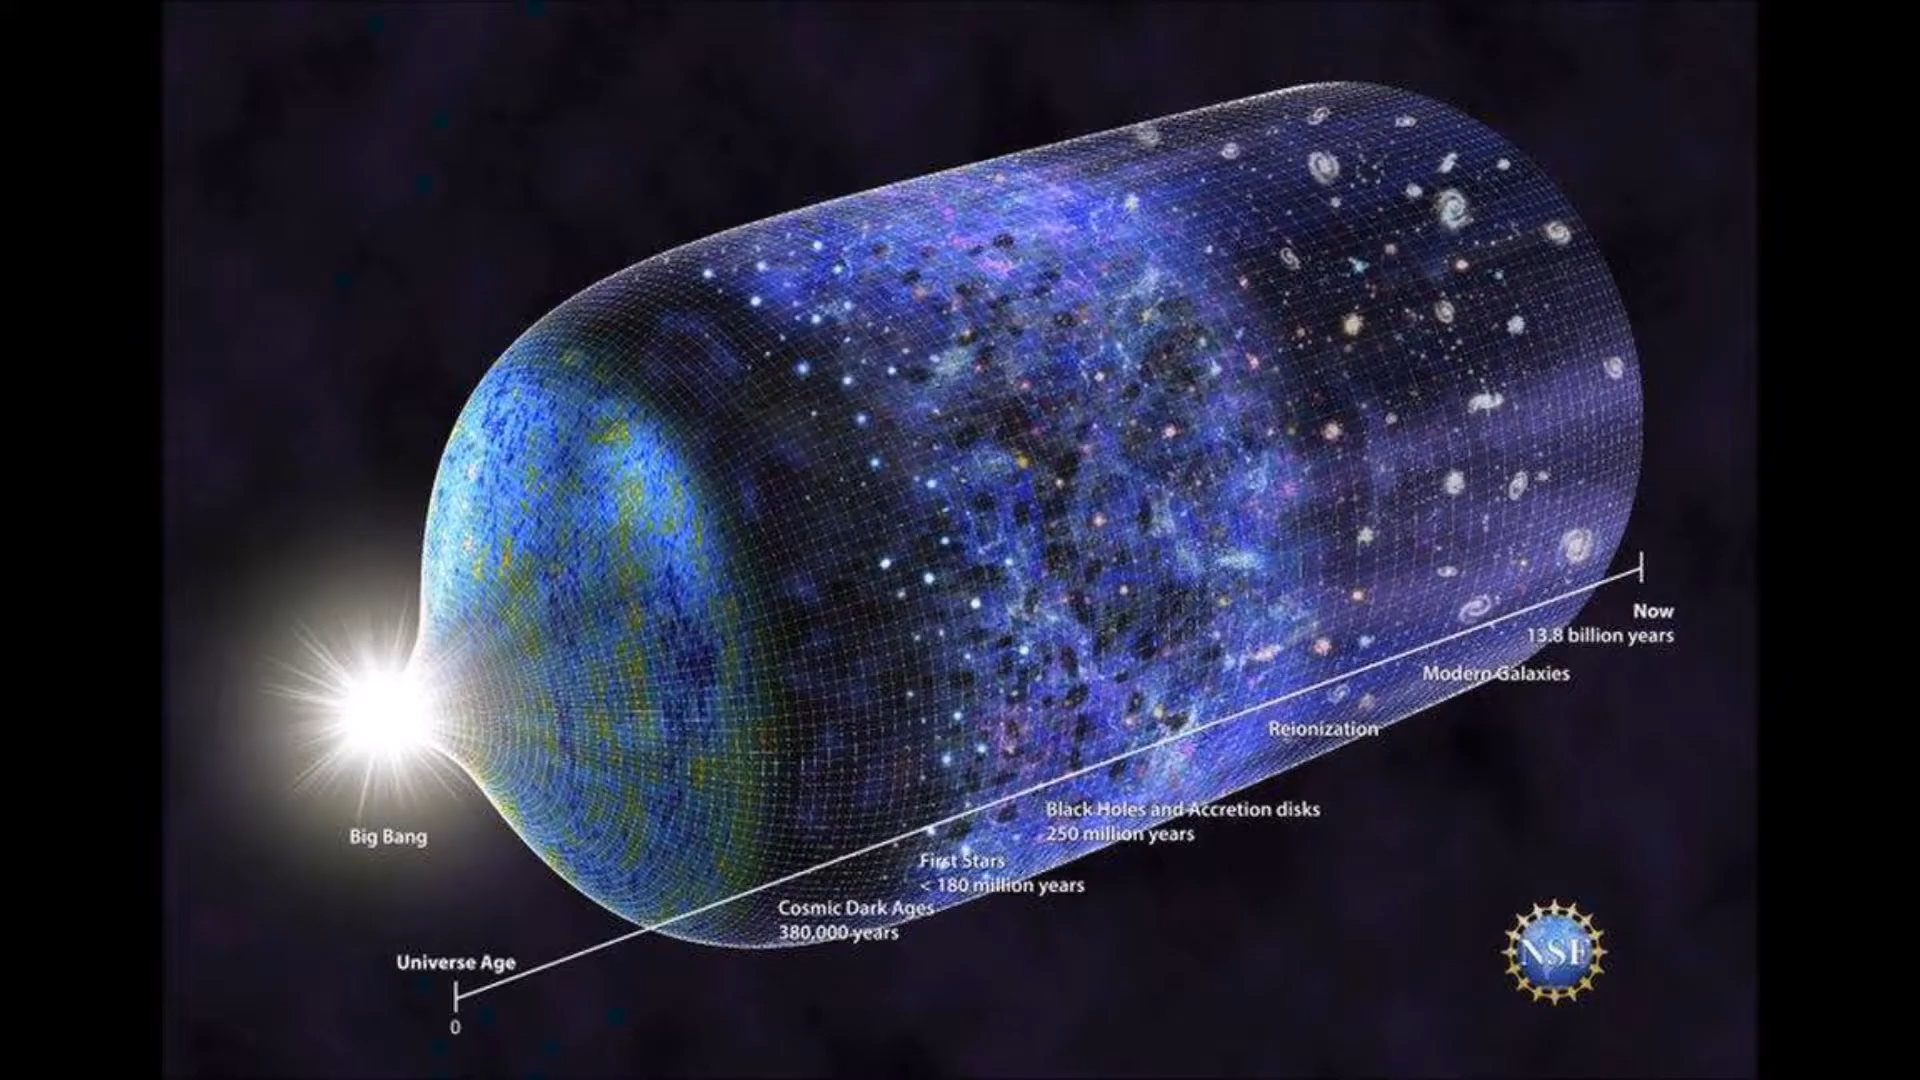 Big Bang
Universe Age
0
Cosmic Dark Ages
380,000 years
First Stars
< 180 million years
Black Holes and Accretion disks
250 million years
Reionization
Modern Galaxies
Now
13.8 billion years
NSF